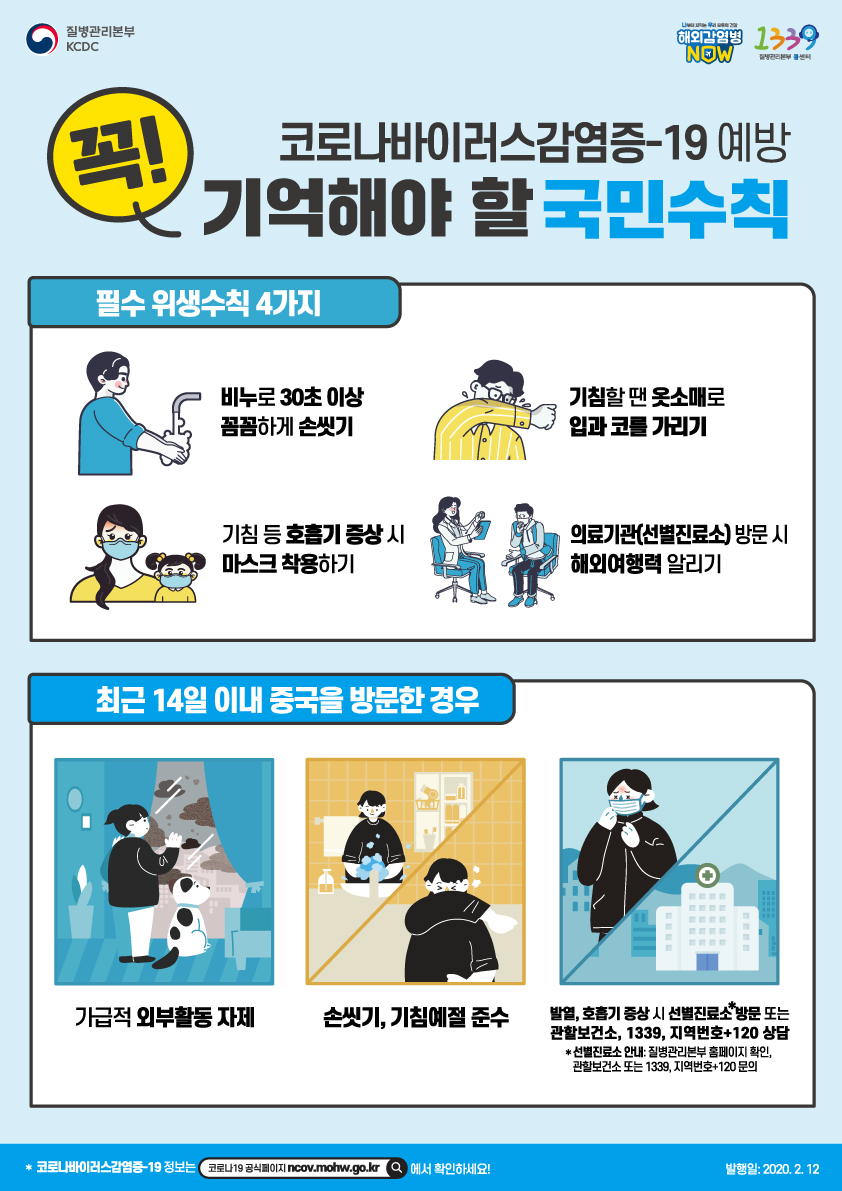 질병관리본부
KCDC
나부터 시작하는 우리 모두의 건강
해외감염병
NOW
1339
질병관리본부 콜센터
꼭!
코로나바이러스감염증-19 예방
기억해야 할 국민수칙
필수 위생수칙 4가지
비누로 30초 이상
꼼꼼하게 손씻기
기침할 땐 옷소매로
입과 코를 가리기
기침 등 호흡기 증상 시
마스크 착용하기
의료기관(선별진료소) 방문 시
해외여행력 알리기
최근 14일 이내 중국을 방문한 경우
가급적 외부활동 자제
손씻기, 기침예절 준수
발열, 호흡기 증상 시 선별진료소*방문 또는
관할보건소, 1339, 지역번호+120 상담
* 선별진료소 안내: 질병관리본부 홈페이지 확인,
관할보건소 또는 1339, 지역번호+120 문의
* 코로나바이러스감염증-19 정보는 코로나19 공식페이지 ncov.mohw.go.kr 에서 확인하세요!
발행일: 2020. 2. 12